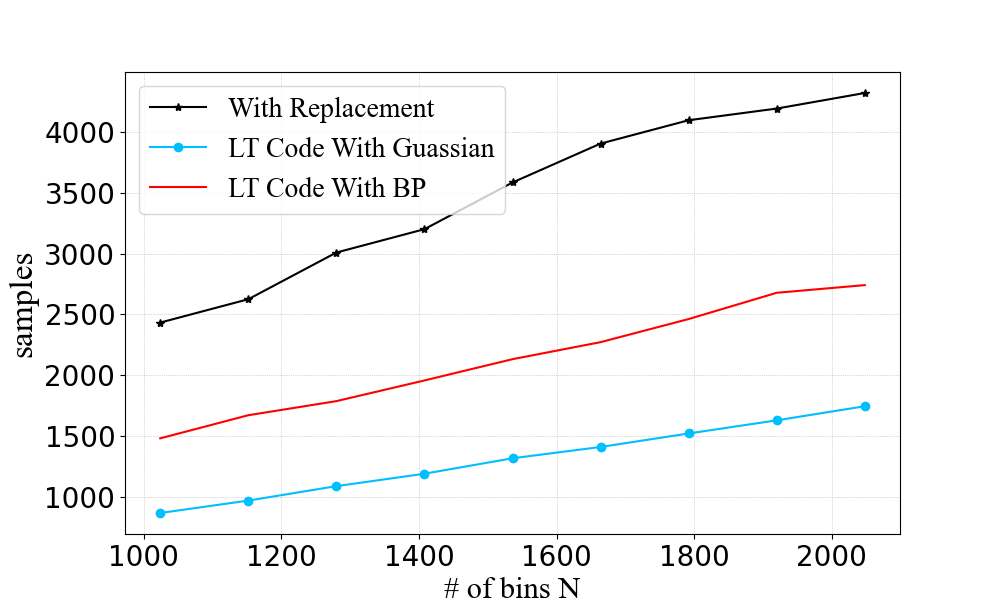 With Replacement
LT Code With Guassian
LT Code With BP
4000
3500
3000
2500
2000
1500
1000
samples
1000 1200 1400 1600 1800 2000
# of bins N